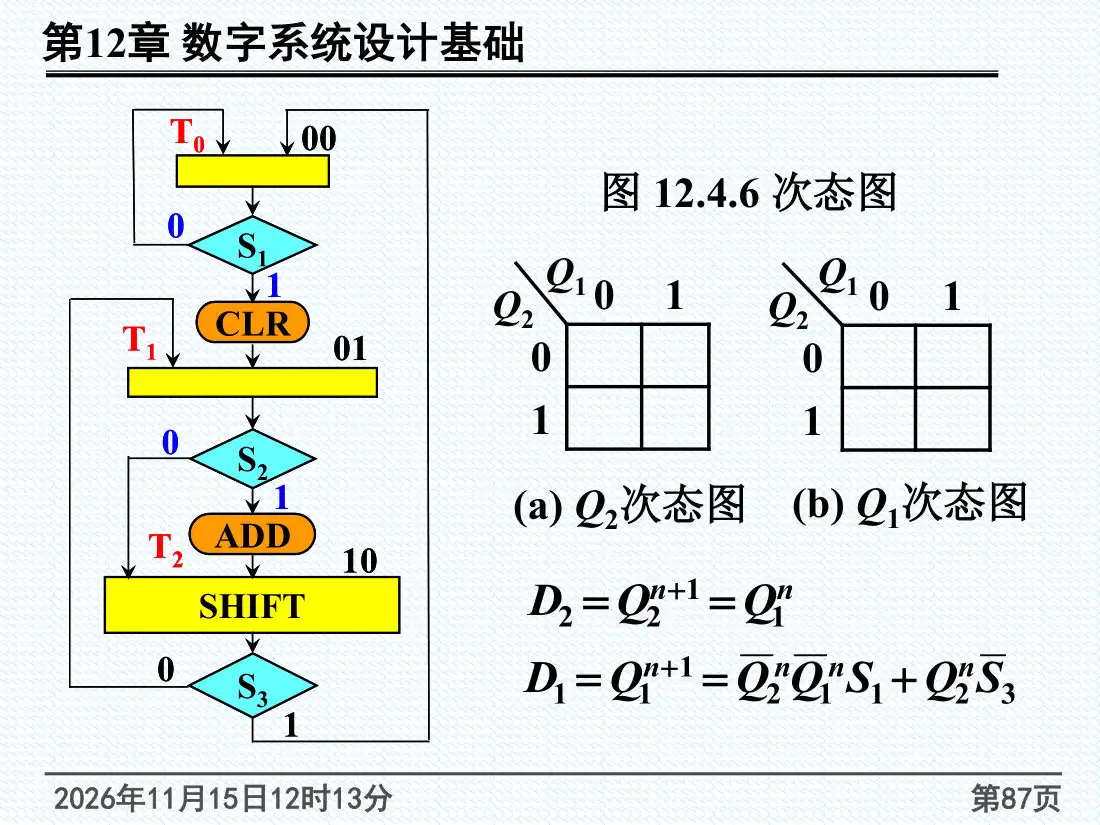 第12章 数字系统设计基础
T₀
00
0
S₁
1
CLR
T₁
01
0
S₂
1
ADD
T₂
10
SHIFT
0
S₃
1
图 12.4.6 次态图
Q₁ 0 1
Q₂
0
1
(a) Q₂次态图
Q₁ 0 1
Q₂
0
1
(b) Q₁次态图
D₂ = Q₂ⁿ⁺¹ = Q₁ⁿ
D₁ = Q₁ⁿ⁺¹ = Q̅₂ⁿQ̅₁ⁿS₁ + Q₂ⁿS̅₃
2026年11月15日12时13分
第87页